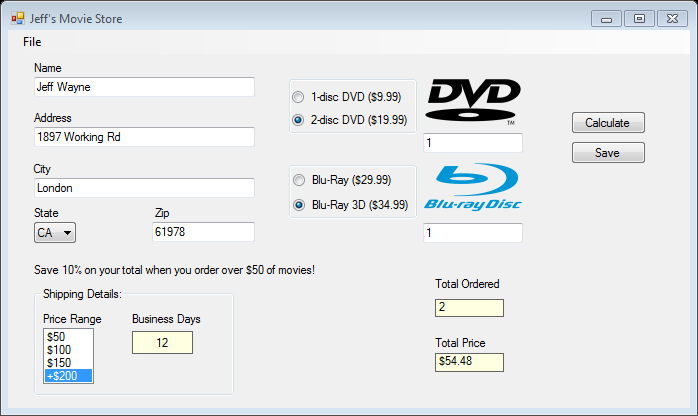 Jeff's Movie Store
File
Name
Jeff Wayne
Address
1897 Working Rd
City
London
State
Zip
CA
61978
1-disc DVD ($9.99)
2-disc DVD ($19.99)
DVD
TM
1
Blu-Ray ($29.99)
Blu-Ray 3D ($34.99)
Blu-ray Disc
1
Calculate
Save
Save 10% on your total when you order over $50 of movies!
Shipping Details:
Price Range
Business Days
$50
$100
$150
+$200
12
Total Ordered
2
Total Price
$54.48